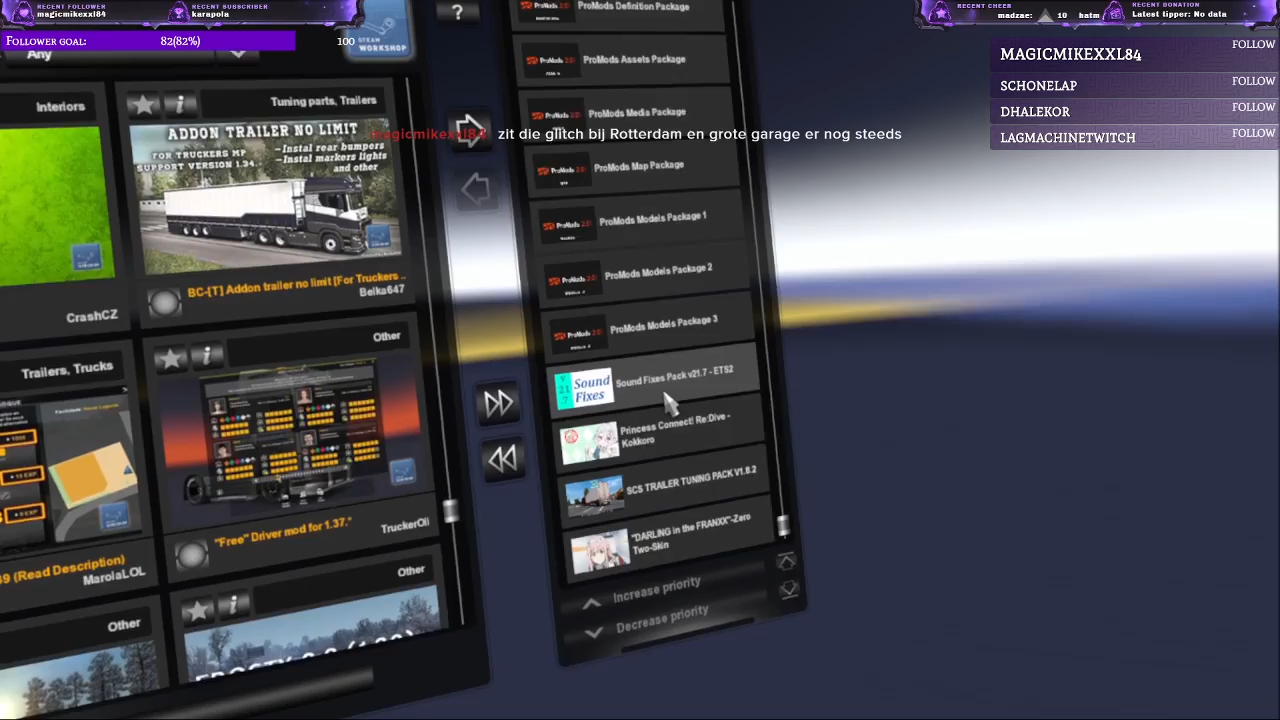 RECENT FOLLOWER
magicmikexxl84
RECENT SUBSCRIBER
karapola
FOLLOWER GOAL:
82(82%)
100
Any
STEAM
WORKSHOP
?
RECENT CHEER
madzae: 10
hatm
RECENT DONATION
Latest tipper: No data
MAGICMIKEXXL84
FOLLOW
SCHONELAP
FOLLOW
DHALEKOR
FOLLOW
LAGMACHINETWITCH
FOLLOW
magicmikexxl84 zit die glitch bij Rotterdam en grote garage er nog steeds
Interiors
CrashCZ
Tuning parts, Trailers
ADDON TRAILER NO LIMIT
FOR TRUCKERS MP
SUPPORT VERSION 1.34
-Instal rear bumpers
-Instal markers lights
and other
BC-[T] Addon trailer no limit [For Truckers ..
Belka647
Trailers, Trucks
39 (Read Description)
MarolaLOL
Other
"Free" Driver mod for 1.37."
TruckerOli
Other
Other
ProMods Definition Package
ProMods Assets Package
ProMods Media Package
ProMods Map Package
ProMods Models Package 1
ProMods Models Package 2
ProMods Models Package 3
V
21
.7
Sound
Fixes
Sound Fixes Pack v21.7 - ETS2
Princess Connect! Re:Dive -
Kokkoro
SCS TRAILER TUNING PACK V1.8.2
"DARLING in the FRANXX"-Zero
Two-Skin
Increase priority
Decrease priority